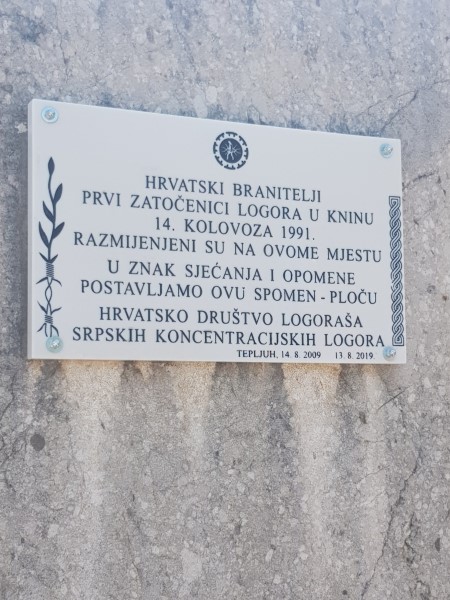 HRVATSKI BRANITELJI
PRVI ZATOČENICI LOGORA U KNINU
14. KOLOVOZA 1991.
RAZMIJENJENI SU NA OVOME MJESTU
U ZNAK SJEĆANJA I OPOMENE
POSTAVLJAMO OVU SPOMEN - PLOČU
HRVATSKO DRUŠTVO LOGORAŠA
SRPSKIH KONCENTRACIJSKIH LOGORA
TEPLJUH, 14. 8. 2009 13. 8. 2019.